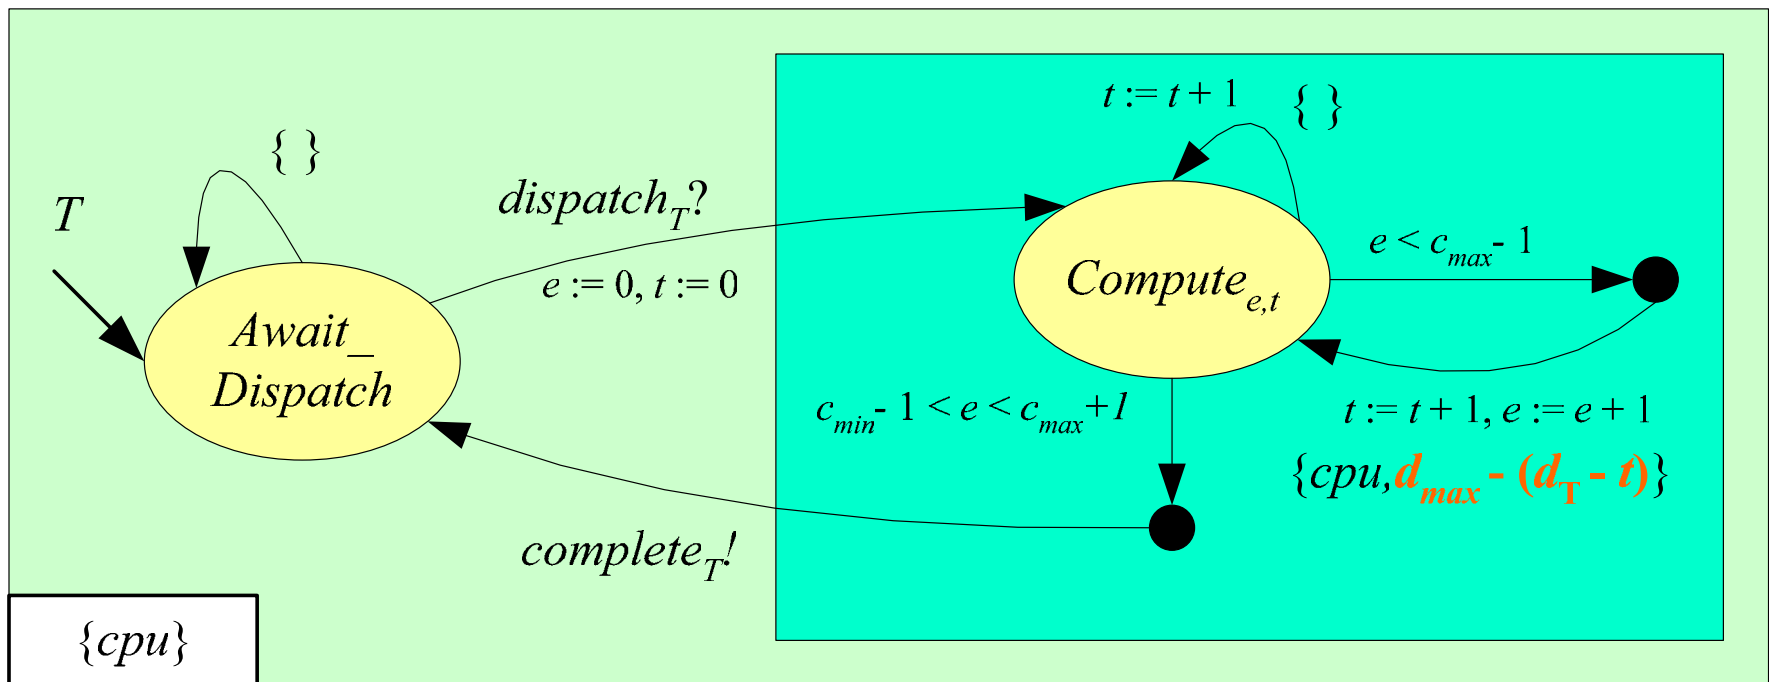 T
{ }
dispatch_T?
e := 0, t := 0
Await_
Dispatch
t := t + 1
{ }
Compute_e,t
e < c_max - 1
c_min - 1 < e < c_max +1
t := t + 1, e := e + 1
{cpu,d_max - (d_T - t)}
complete_T!
{cpu}